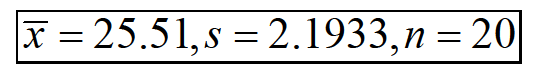 x̄ = 25.51, s = 2.1933, n = 20